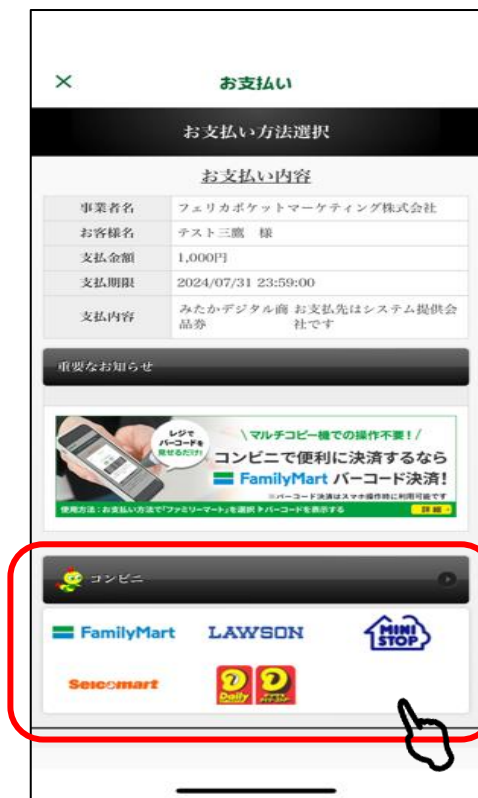 × お支払い
お支払い方法選択
お支払い内容
事業者名 フェリカポケットマーケティング株式会社
お客様名 テスト三鷹 様
支払金額 1,000円
支払期限 2024/07/31 23:59:00
支払内容 みたかデジタル商 お支払先はシステム提供会
品券 社です
重要なお知らせ
レジで
バーコードを
見せるだけ!
\マルチコピー機での操作不要!/
コンビニで便利に決済するなら
FamilyMart バーコード決済!
※バーコード決済はスマホ操作時に利用可能です
使用方法:お支払い方法で「ファミリーマート」を選択▶バーコードを表示する 詳細
コンビニ
FamilyMart LAWSON MINI
STOP
Seicomart Daily